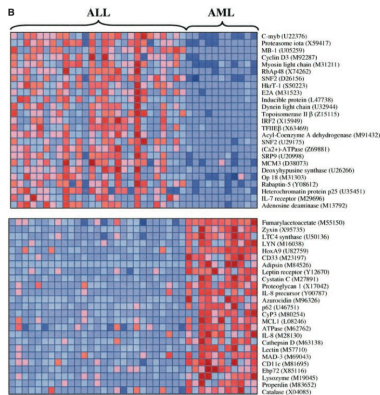 B
ALL
AML
C-myb (U22376)
Proteasome iota (X59417)
MB-1 (U05259)
Cyclin D3 (M92287)
Myosin light chain (M31211)
RbAp48 (X74262)
SNF2 (D26156)
HkrT-1 (S50223)
E2A (M31523)
Inducible protein (L47738)
Dynein light chain (U32944)
Topoisomerase II β (Z15115)
IRF2 (X15949)
TFIIEβ (X63469)
Acyl-Coenzyme A dehydrogenase (M91432)
SNF2 (U29175)
(Ca2+)-ATPase (Z69881)
SRP9 (U20998)
MCM3 (D38073)
Deoxyhypusine synthase (U26266)
Op 18 (M31303)
Rabaptin-5 (Y08612)
Heterochromatin protein p25 (U35451)
IL-7 receptor (M29696)
Adenosine deaminase (M13792)
Fumarylacetoacetate (M55150)
Zyxin (X95735)
LTC4 synthase (U50136)
LYN (M16038)
HoxA9 (U82759)
CD33 (M23197)
Adipsin (M84526)
Leptin receptor (Y12670)
Cystatin C (M27891)
Proteoglycan 1 (X17042)
IL-8 precursor (Y00787)
Azurocidin (M96326)
p62 (U46751)
CyP3 (M80254)
MCL1 (L08246)
ATPase (M62762)
IL-8 (M28130)
Cathepsin D (M63138)
Lectin (M57710)
MAD-3 (M69043)
CD11c (M81695)
Ebp72 (X85116)
Lysozyme (M19045)
Properdin (M83652)
Catalase (X04085)